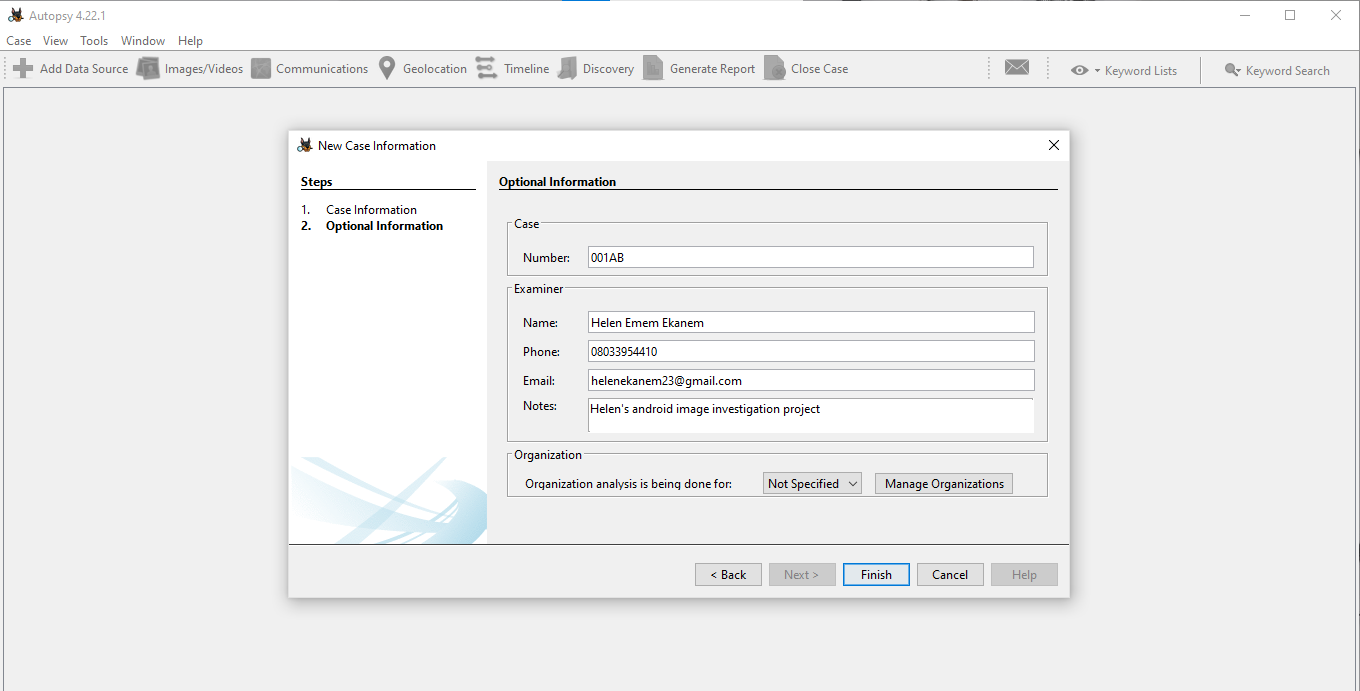 Autopsy 4.22.1
Case View Tools Window Help
Add Data Source Images/Videos Communications Geolocation Timeline Discovery Generate Report Close Case Keyword Lists Keyword Search
New Case Information
Steps
1. Case Information
2. Optional Information
Optional Information
Case
Number: 001AB
Examiner
Name: Helen Emem Ekanem
Phone: 08033954410
Email: helenekanem23@gmail.com
Notes: Helen's android image investigation project
Organization
Organization analysis is being done for: Not Specified Manage Organizations
< Back Next > Finish Cancel Help